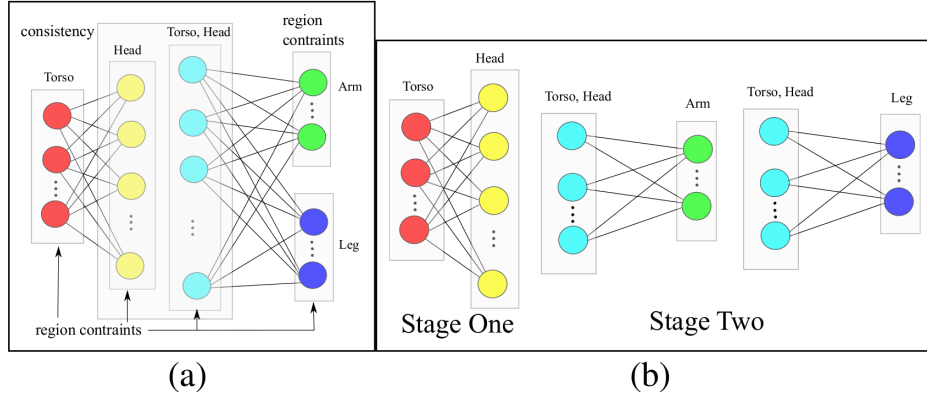 consistency
Torso, Head
region
contraints
Head
Torso
Arm
Leg
region contraints
(a)
Head
Torso
Torso, Head
Arm
Torso, Head
Leg
Stage One
Stage Two
(b)